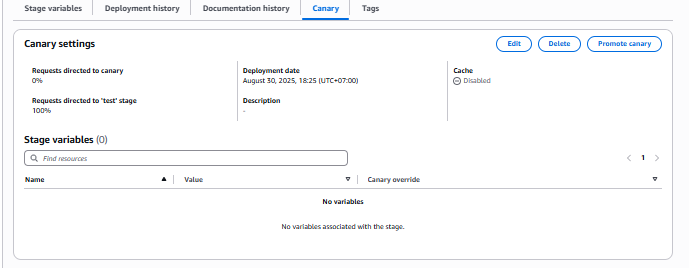 Stage variables Deployment history Documentation history Canary Tags
Canary settings Edit Delete Promote canary
Requests directed to canary Deployment date Cache
0% August 30, 2025, 18:25 (UTC+07:00) Disabled
Requests directed to 'test' stage Description
100% -
Stage variables (0)
Find resources 1
Name Value Canary override
No variables
No variables associated with the stage.